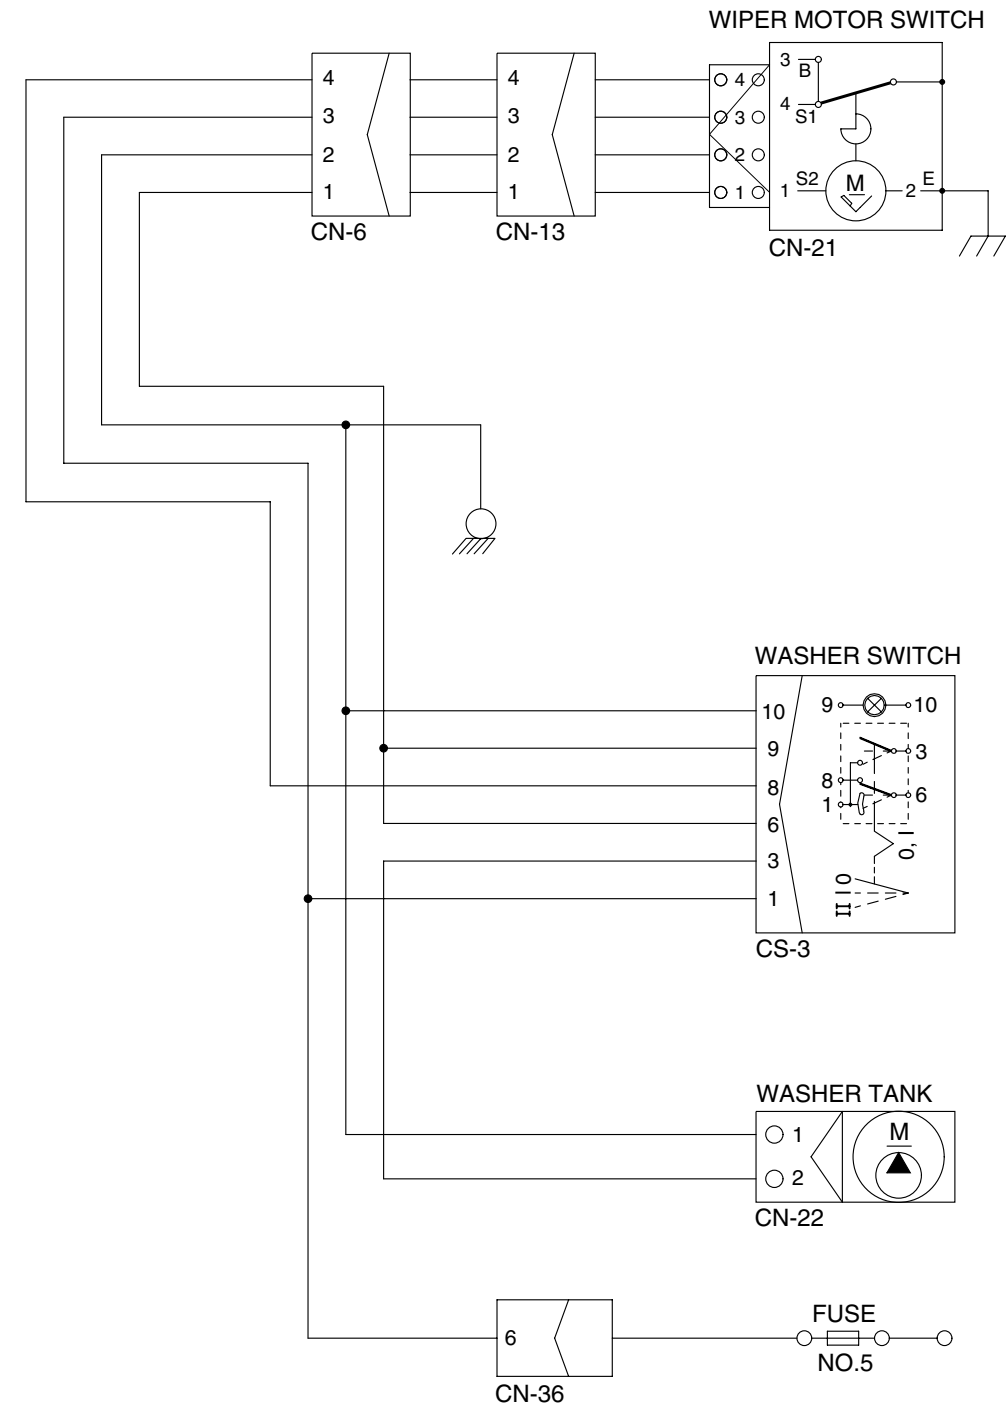 WIPER MOTOR SWITCH
4 4 4 3 B
3 3 3 4 S1
2 2 2
1 1 1 1 S2 M 2 E
CN-6 CN-13 CN-21
WASHER SWITCH
10 9 10
9 3
8 8
6 1 6
3 0, I
1 II I 0
CS-3
WASHER TANK
1 M
2
CN-22
FUSE
6
NO.5
CN-36